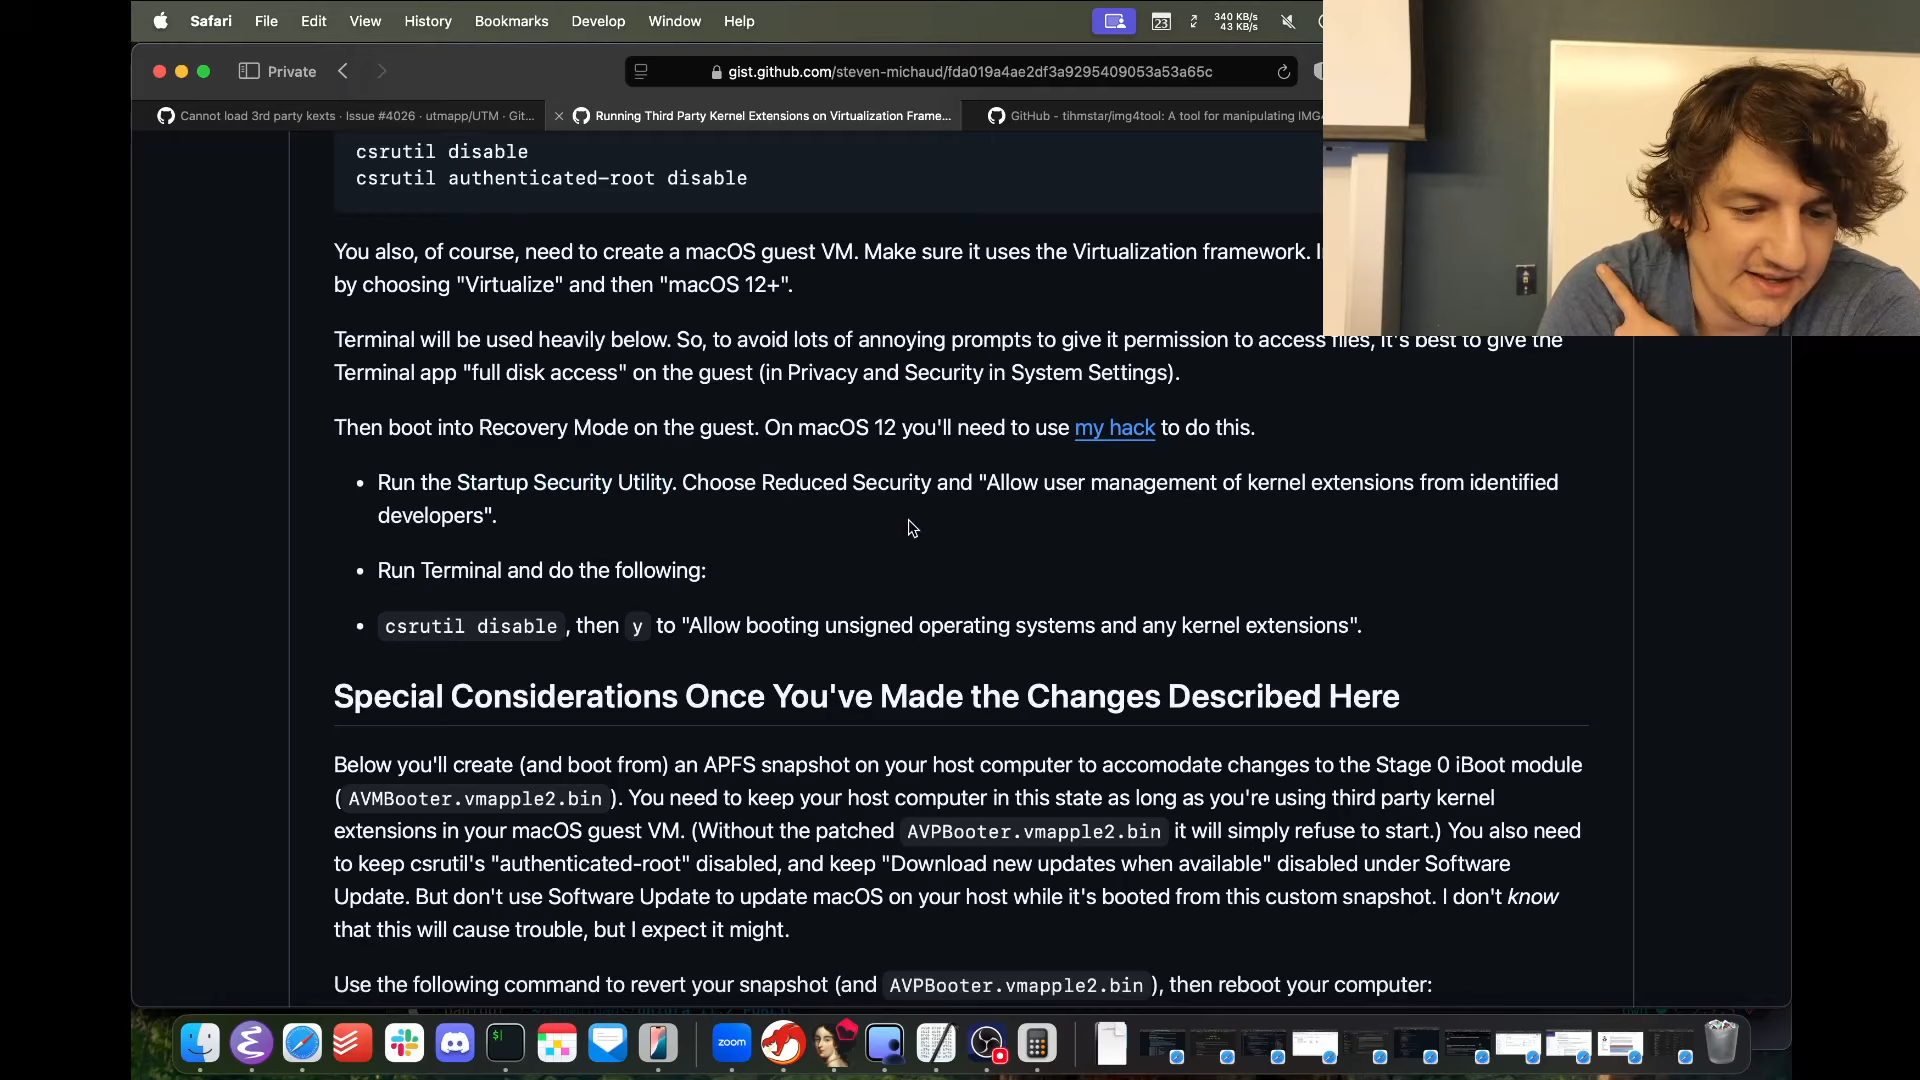 Safari File Edit View History Bookmarks Develop Window Help
23
340 KB/s
43 KB/s
Private
gist.github.com/steven-michaud/fda019a4ae2df3a9295409053a53a65c
Cannot load 3rd party kexts · Issue #4026 · utmapp/UTM · Git...
Running Third Party Kernel Extensions on Virtualization Frame...
GitHub - tihmstar/img4tool: A tool for manipulating IMG4
csrutil disable
csrutil authenticated-root disable
You also, of course, need to create a macOS guest VM. Make sure it uses the Virtualization framework.
by choosing "Virtualize" and then "macOS 12+".
Terminal will be used heavily below. So, to avoid lots of annoying prompts to give it permission to access files, it's best to give the
Terminal app "full disk access" on the guest (in Privacy and Security in System Settings).
Then boot into Recovery Mode on the guest. On macOS 12 you'll need to use my hack to do this.
• Run the Startup Security Utility. Choose Reduced Security and "Allow user management of kernel extensions from identified
developers".
• Run Terminal and do the following:
• csrutil disable, then y to "Allow booting unsigned operating systems and any kernel extensions".
Special Considerations Once You've Made the Changes Described Here
Below you'll create (and boot from) an APFS snapshot on your host computer to accomodate changes to the Stage 0 iBoot module
(AVMBooter.vmapple2.bin). You need to keep your host computer in this state as long as you're using third party kernel
extensions in your macOS guest VM. (Without the patched AVPBooter.vmapple2.bin it will simply refuse to start.) You also need
to keep csrutil's "authenticated-root" disabled, and keep "Download new updates when available" disabled under Software
Update. But don't use Software Update to update macOS on your host while it's booted from this custom snapshot. I don't know
that this will cause trouble, but I expect it might.
Use the following command to revert your snapshot (and AVPBooter.vmapple2.bin), then reboot your computer:
$
zoom